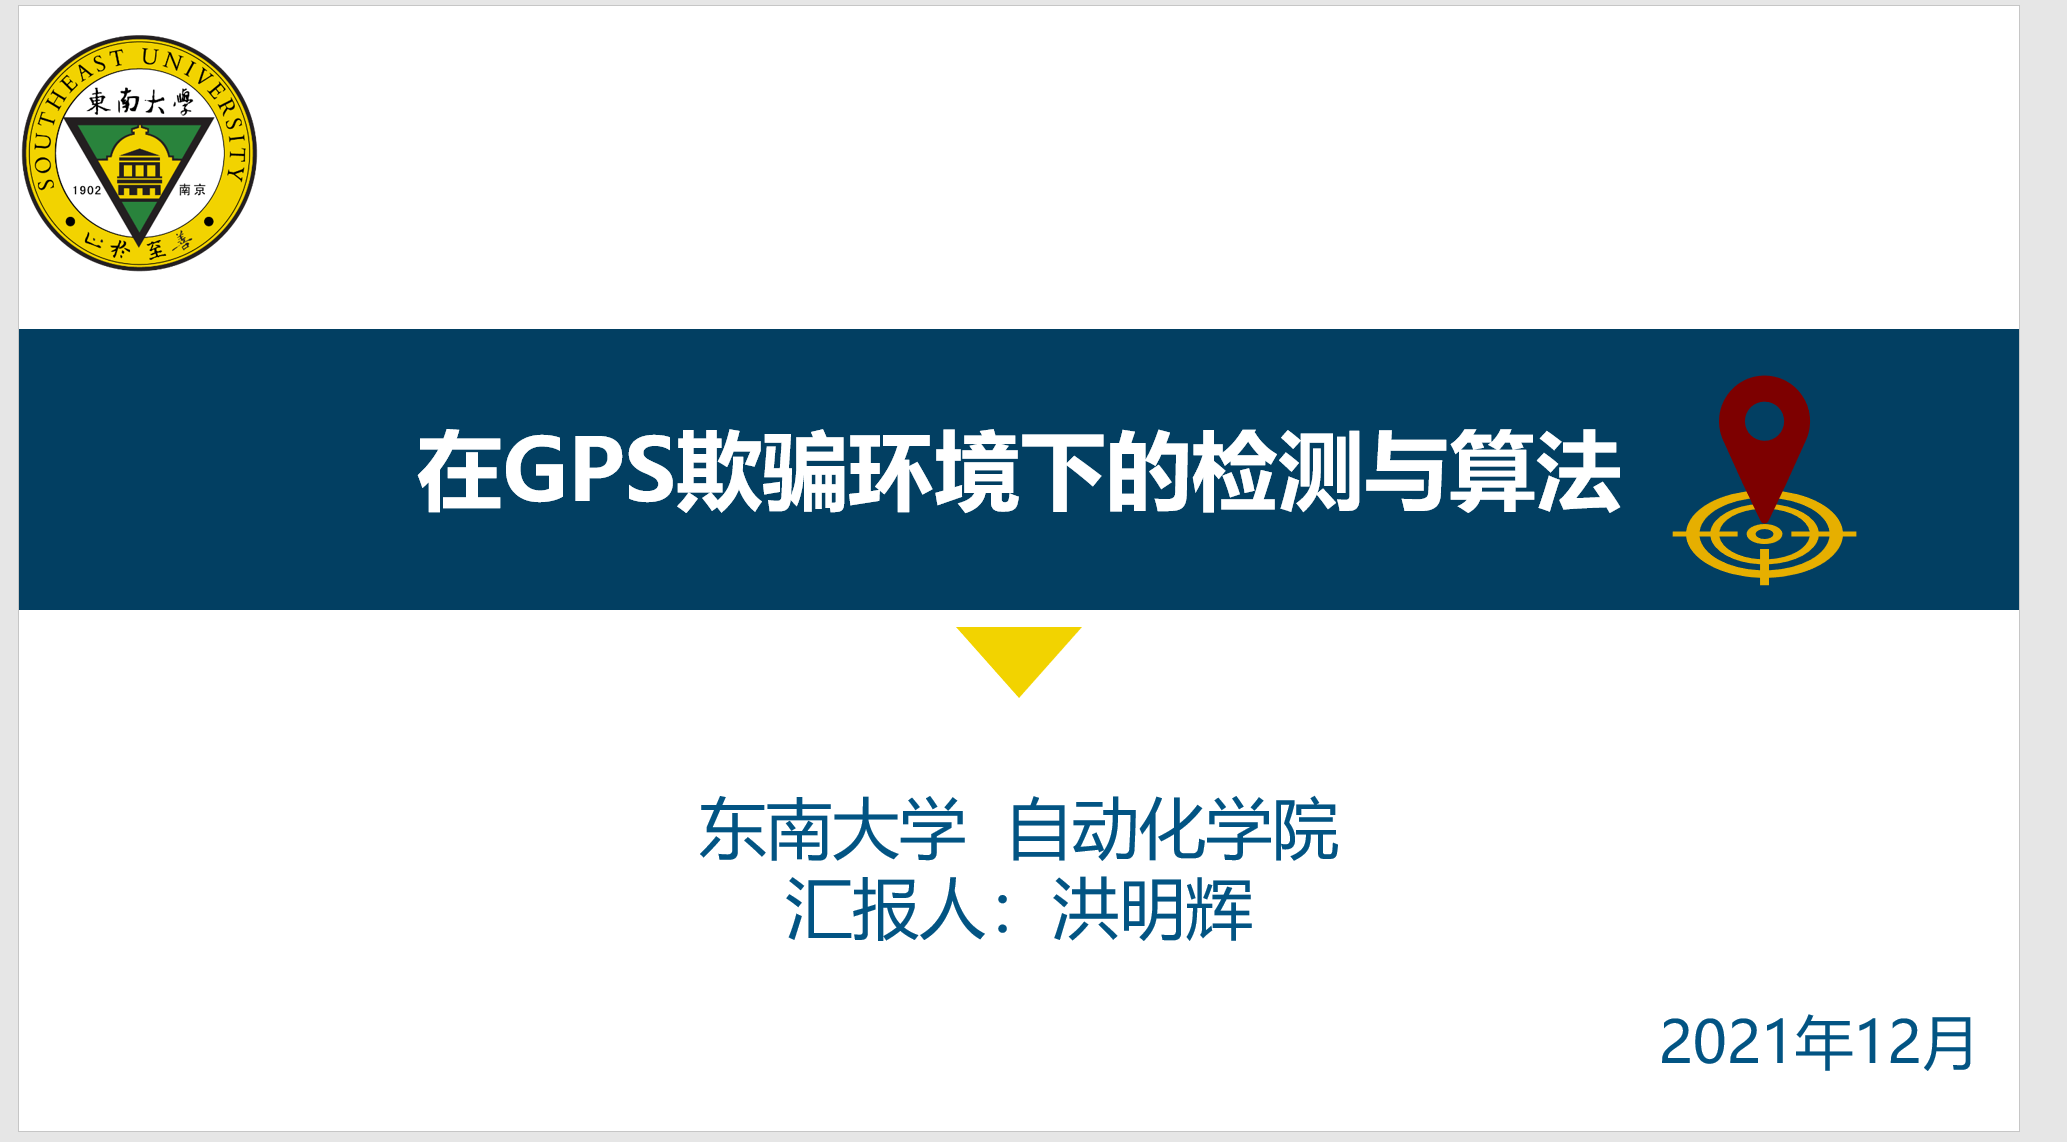 SOUTHEAST UNIVERSITY
東南大學
1902 南京
止於至善
在GPS欺骗环境下的检测与算法
东南大学 自动化学院
汇报人：洪明辉
2021年12月